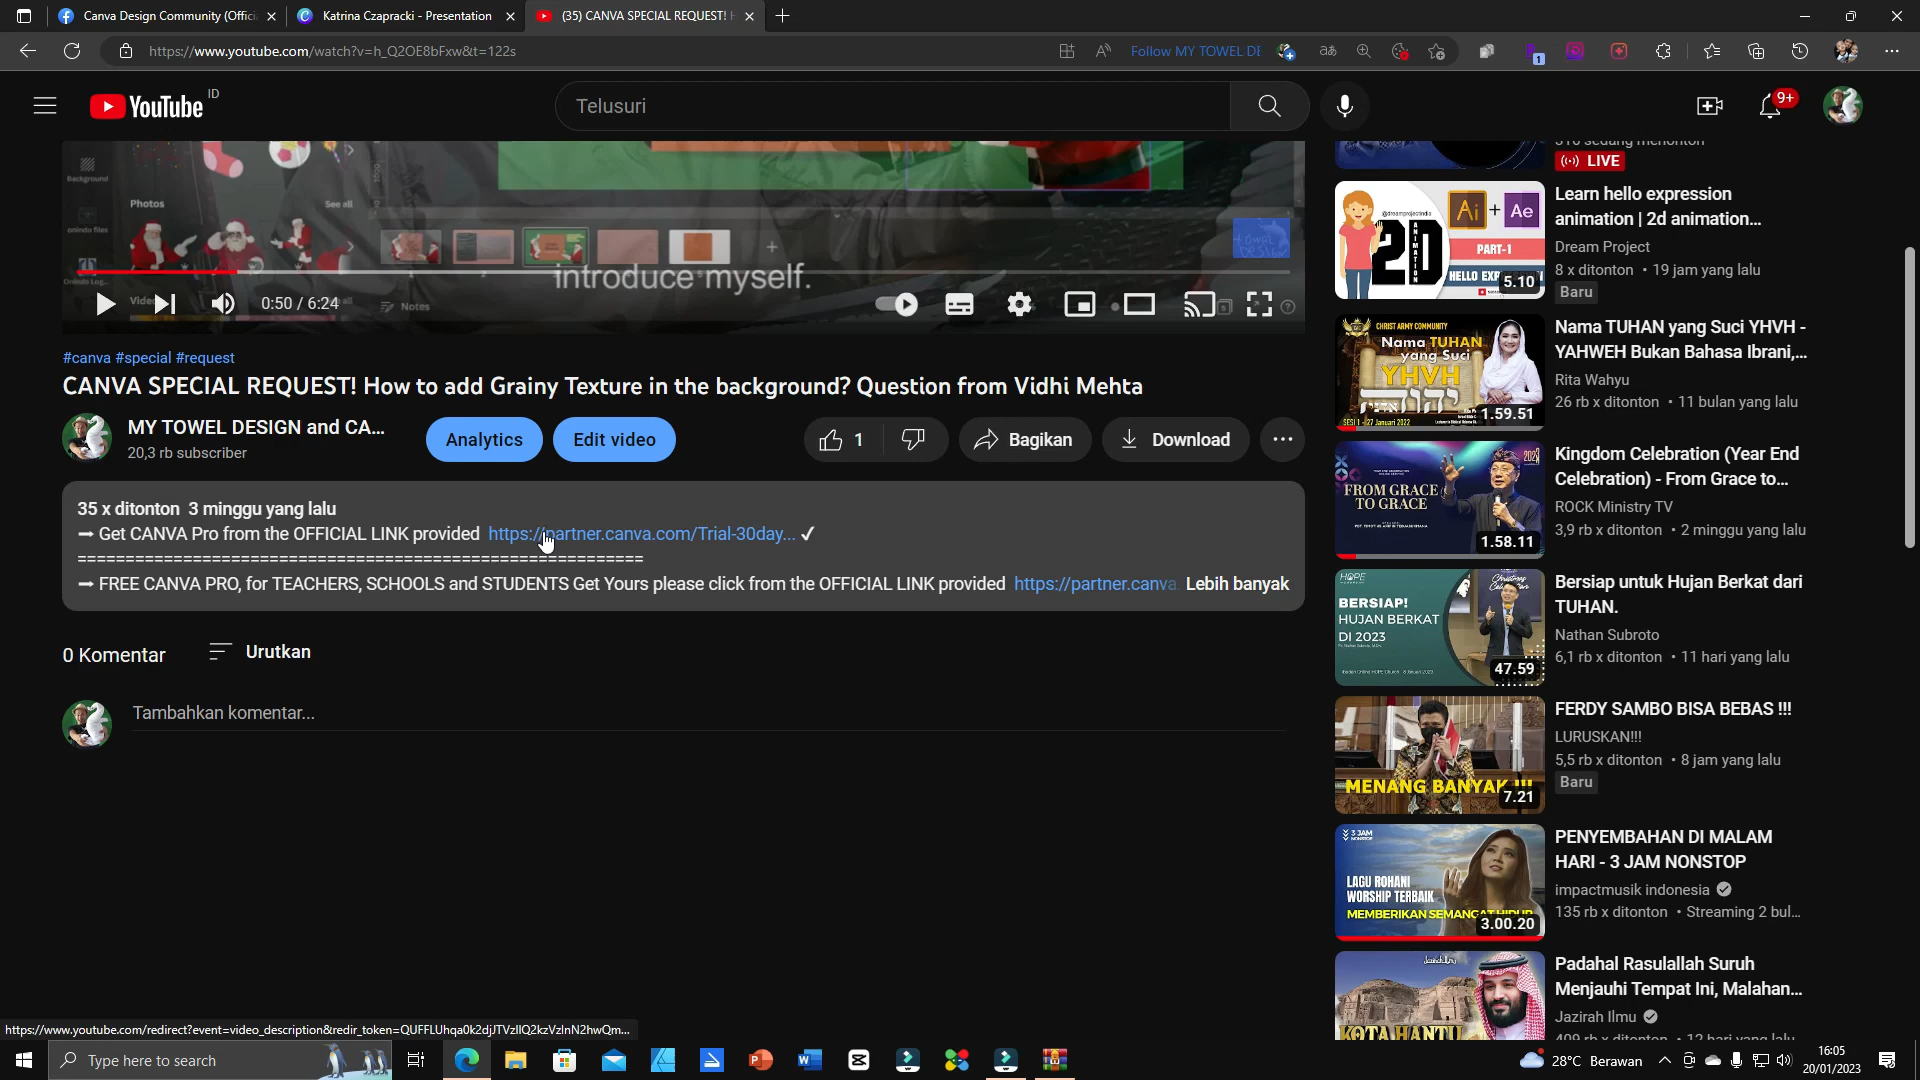 Canva Design Community (Offici
Katrina Czapracki - Presentation
(35) CANVA SPECIAL REQUEST! H
https://www.youtube.com/watch?v=h_Q2OE8bFxw&t=122s
Follow MY TOWEL DE
1
YouTube ID
Telusuri
9+
Background
Photos
See all
onindo files
introduce myself.
0:50 / 6:24
Notes
#canva #special #request
CANVA SPECIAL REQUEST! How to add Grainy Texture in the background? Question from Vidhi Mehta
MY TOWEL DESIGN and CA...
20,3 rb subscriber
Analytics
Edit video
1
Bagikan
Download
35 x ditonton 3 minggu yang lalu
➞ Get CANVA Pro from the OFFICIAL LINK provided https://partner.canva.com/Trial-30day... ✓
➞ FREE CANVA PRO, for TEACHERS, SCHOOLS and STUDENTS Get Yours please click from the OFFICIAL LINK provided https://partner.canva Lebih banyak
0 Komentar
Urutkan
Tambahkan komentar...
LIVE
@dreamprojectindia
Ai + Ae
2D
ANIMATION
PART-1
5.10
Learn hello expression
animation | 2d animation...
Dream Project
8 x ditonton • 19 jam yang lalu
Baru
CHRIST ARMY COMMUNITY
Nama TUHAN
yang Suci
YHVH
יהוה
SESI 1 - 27 Januari 2022
1.59.51
Nama TUHAN yang Suci YHVH -
YAHWEH Bukan Bahasa Ibrani,...
Rita Wahyu
26 rb x ditonton • 11 bulan yang lalu
FROM GRACE
TO GRACE
1.58.11
Kingdom Celebration (Year End
Celebration) - From Grace to...
ROCK Ministry TV
3,9 rb x ditonton • 2 minggu yang lalu
HOPE
BERSIAP!
HUJAN BERKAT
DI 2023
47.59
Bersiap untuk Hujan Berkat dari
TUHAN.
Nathan Subroto
6,1 rb x ditonton • 11 hari yang lalu
MENANG BANYAK !!!
7.21
FERDY SAMBO BISA BEBAS !!!
LURUSKAN!!!
5,5 rb x ditonton • 8 jam yang lalu
Baru
3 JAM
NONSTOP
LAGU ROHANI
WORSHIP TERBAIK
MEMBERIKAN SEMANGAT HIDUP
3.00.20
PENYEMBAHAN DI MALAM
HARI - 3 JAM NONSTOP
impactmusik indonesia
135 rb x ditonton • Streaming 2 bul...
KOTA HANTU
Padahal Rasulallah Suruh
Menjauhi Tempat Ini, Malahan...
Jazirah Ilmu
https://www.youtube.com/redirect?event=video_description&redir_token=QUFFLUhqa0k2djJTVzllQ2kzVzlnN2hwQm...
Type here to search
28°C Berawan
16:05
20/01/2023